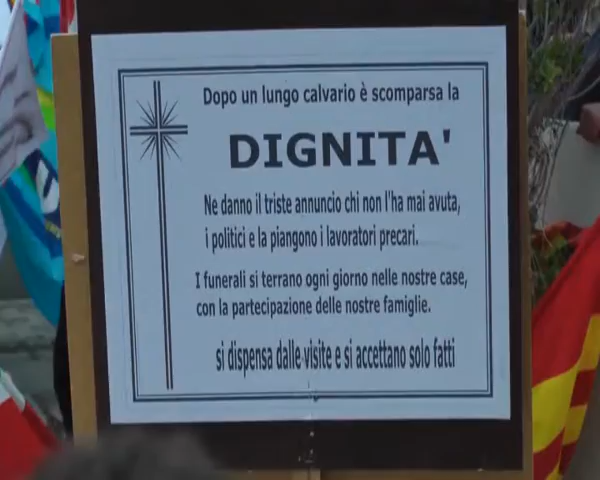 Dopo un lungo calvario è scomparsa la
DIGNITA'
Ne danno il triste annuncio chi non l'ha mai avuta,
i politici e la piangono i lavoratori precari.
I funerali si terrano ogni giorno nelle nostre case,
con la partecipazione delle nostre famiglie.
si dispensa dalle visite e si accettano solo fatti